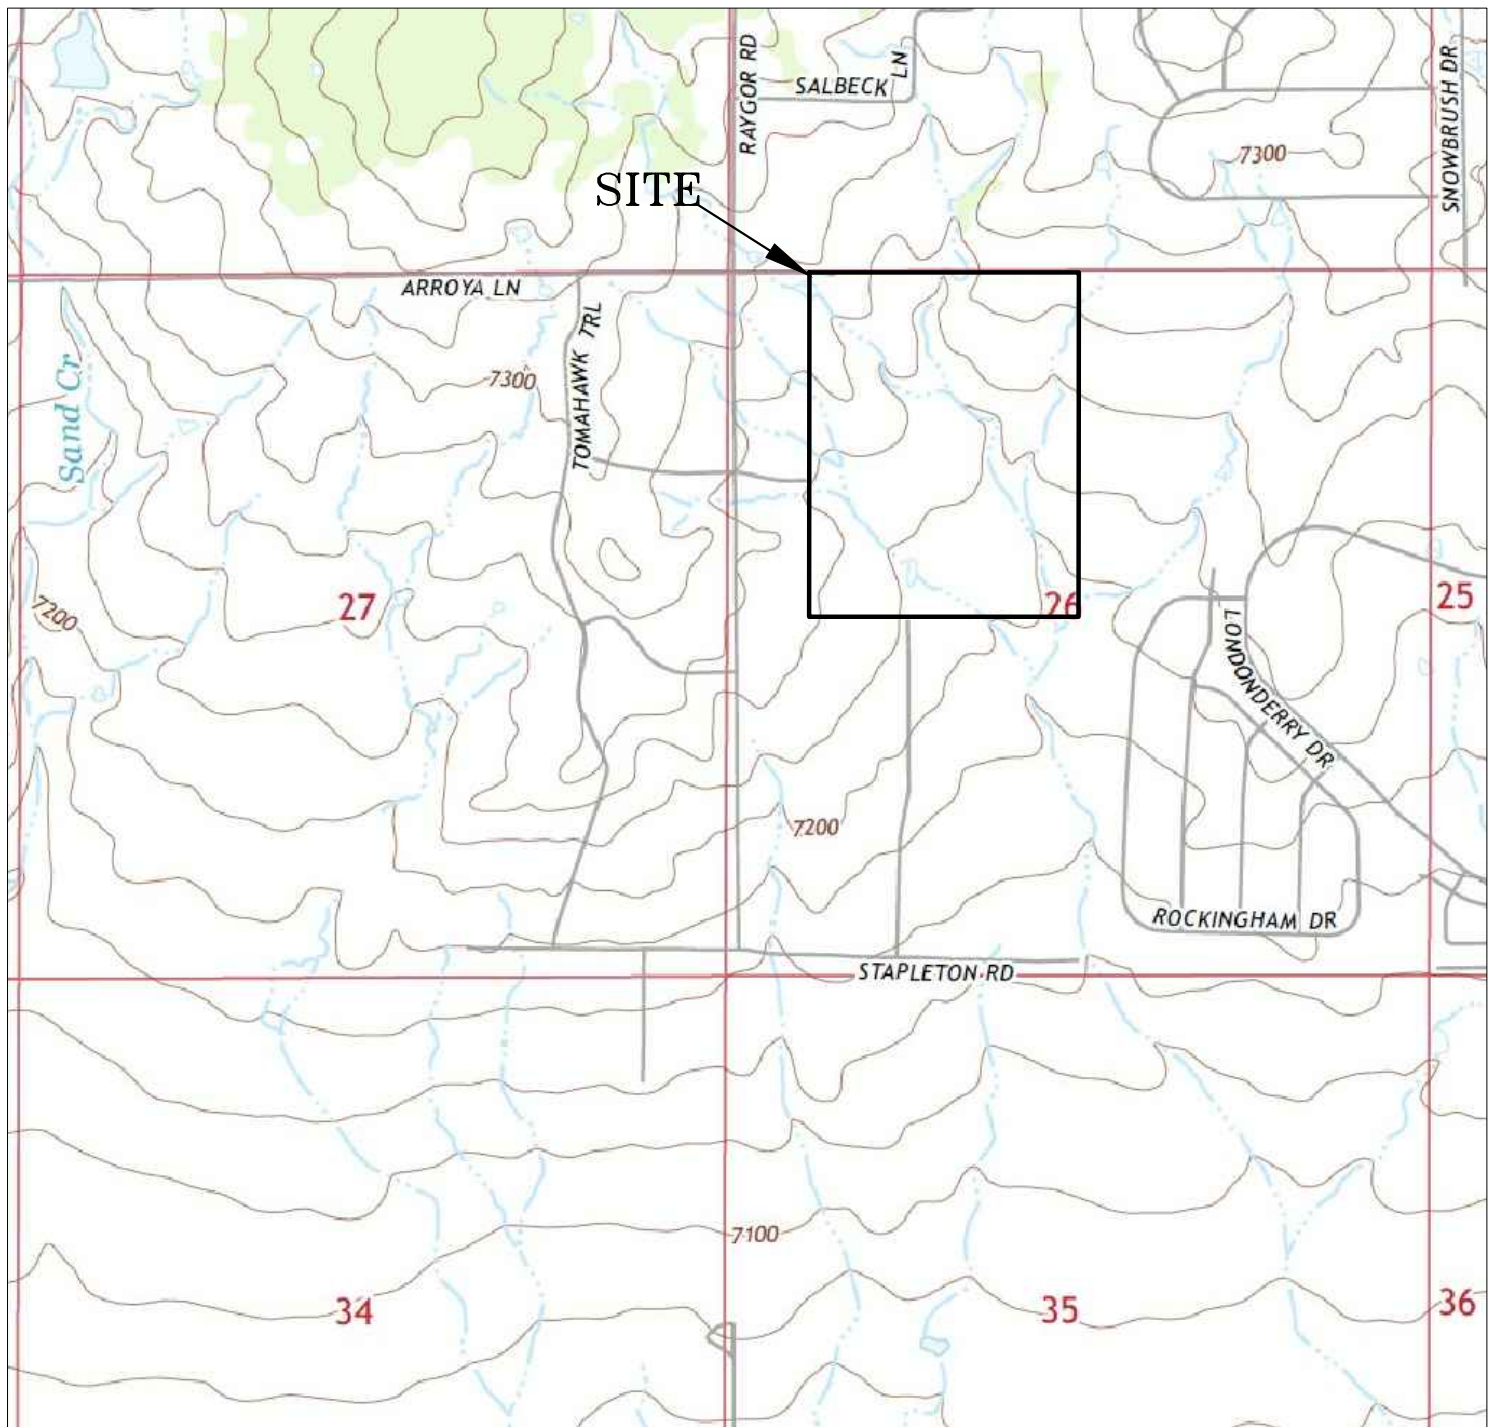 RAYGOR RD
SALBECK LN
SNOWBRUSH DR
7300
SITE
ARROYA LN
TOMAHAWK TRL
7300
Sand Cr
7200
27
26
25
LONDONDERRY DR
7200
ROCKINGHAM DR
STAPLETON RD
7100
34
35
36